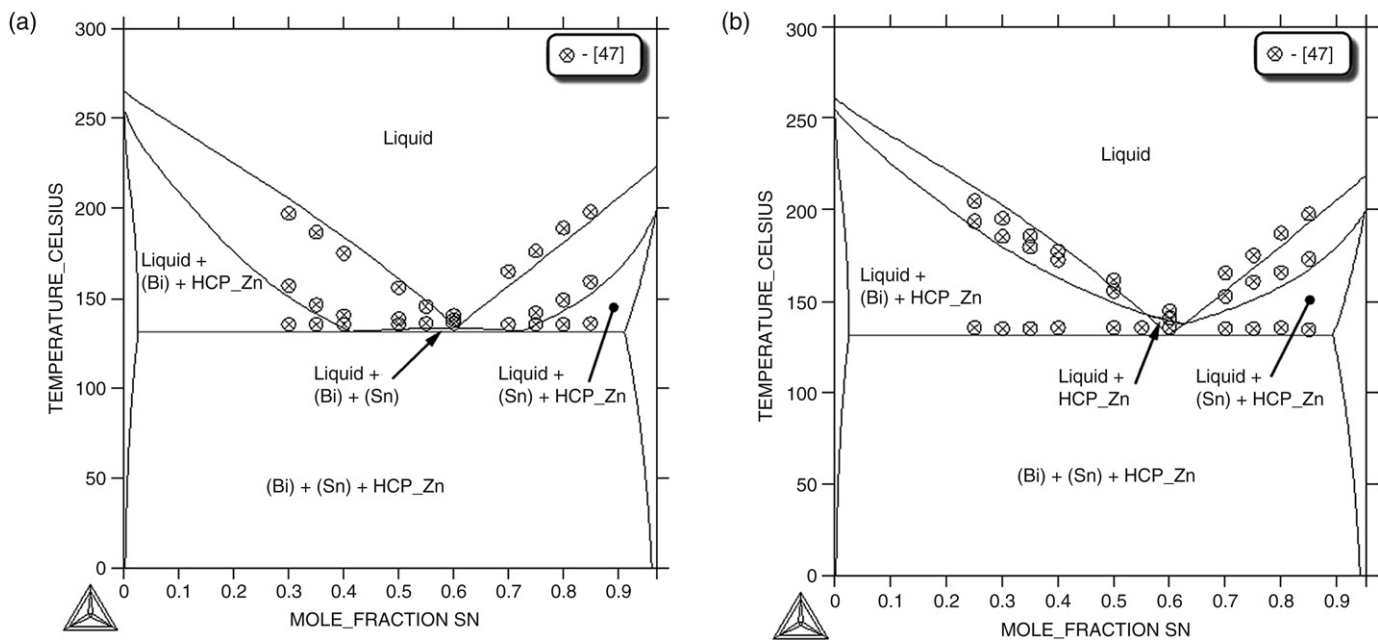 (a)
300
250
200
150
100
50
0
TEMPERATURE_CELSIUS
- [47]
Liquid
Liquid +
(Bi) + HCP_Zn
Liquid +
(Bi) + (Sn)
Liquid +
(Sn) + HCP_Zn
(Bi) + (Sn) + HCP_Zn
0 0.1 0.2 0.3 0.4 0.5 0.6 0.7 0.8 0.9
MOLE_FRACTION SN
(b)
300
250
200
150
100
50
0
TEMPERATURE_CELSIUS
- [47]
Liquid
Liquid +
(Bi) + HCP_Zn
Liquid +
HCP_Zn
Liquid +
(Sn) + HCP_Zn
(Bi) + (Sn) + HCP_Zn
0 0.1 0.2 0.3 0.4 0.5 0.6 0.7 0.8 0.9
MOLE_FRACTION SN